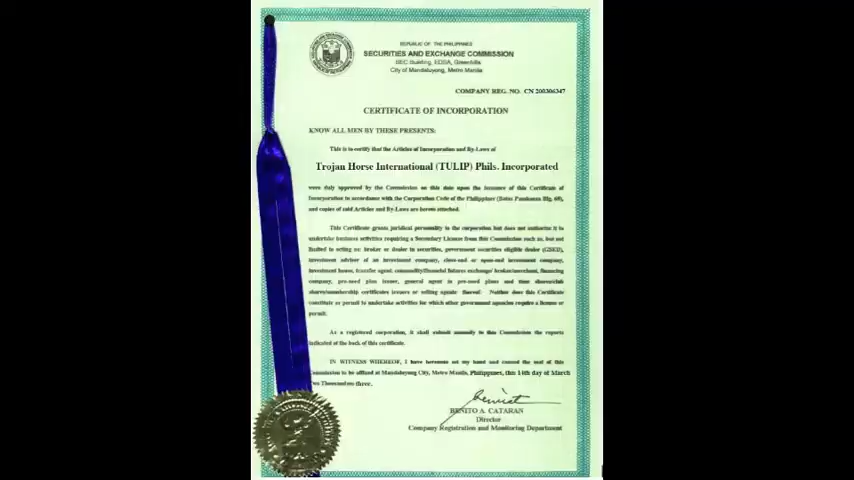 REPUBLIC OF THE PHILIPPINES
SECURITIES AND EXCHANGE COMMISSION
SEC Building, EDSA, Greenhills
City of Mandaluyong, Metro Manila
COMPANY REG. NO. CN 200306347
CERTIFICATE OF INCORPORATION
KNOW ALL MEN BY THESE PRESENTS:
This is to certify that the Articles of Incorporation and By-Laws of
Trojan Horse International (TULIP) Phils. Incorporated
were duly approved by the Commission on this date upon the issuance of this Certificate of
Incorporation in accordance with the Corporation Code of the Philippines (Batas Pambansa Blg. 68),
and copies of said Articles and By-Laws are hereto attached.
This Certificate grants juridical personality to the corporation but does not authorize it to
undertake business activities requiring a Secondary License from this Commission such as, but not
limited to acting as: broker or dealer in securities, government securities eligible dealer (GSED),
investment adviser of an investment company, close-end or open-end investment company,
investment house, transfer agent, commodity/financial futures exchange/ broker/merchant, financing
company, pre-need plan issuer, general agent in pre-need plans and time shares/club
shares/membership certificates issuers or selling agents thereof. Neither does this Certificate
constitute as permit to undertake activities for which other government agencies require a license or
permit.
As a registered corporation, it shall submit annually to this Commission the reports
indicated at the back of this certificate.
IN WITNESS WHEREOF, I have hereunto set my hand and caused the seal of this
Commission to be affixed at Mandaluyong City, Metro Manila, Philippines, this 14th day of March
Two Thousand three.
BENITO A. CATARAN
Director
Company Registration and Monitoring Department